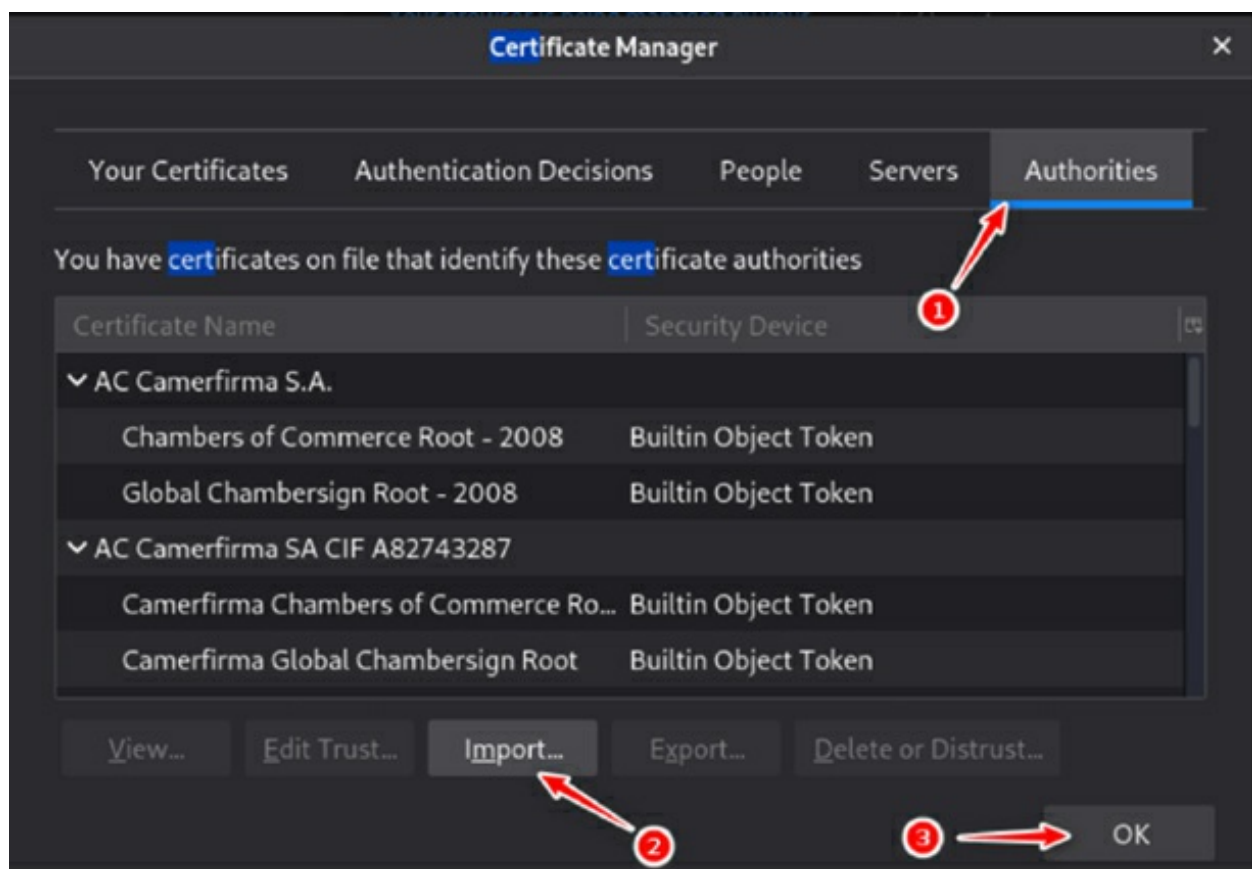 Certificate Manager
Your Certificates Authentication Decisions People Servers Authorities
You have certificates on file that identify these certificate authorities
1
Certificate Name Security Device
AC Camerfirma S.A.
Chambers of Commerce Root - 2008 Builtin Object Token
Global Chambersign Root - 2008 Builtin Object Token
AC Camerfirma SA CIF A82743287
Camerfirma Chambers of Commerce Ro... Builtin Object Token
Camerfirma Global Chambersign Root Builtin Object Token
View... Edit Trust... Import... Export... Delete or Distrust...
2
3 OK